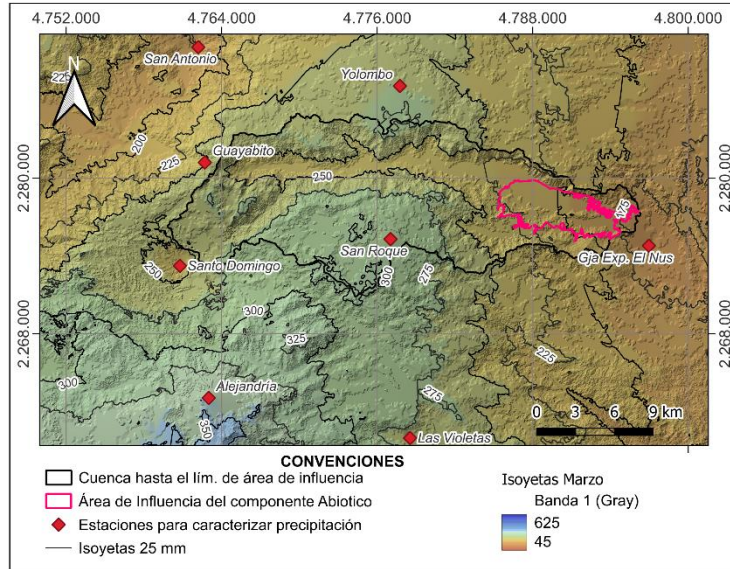 4.752.000 4.764.000 4.776.000 4.788.000 4.800.000
N
San Antonio
225
Yolombo
200
Guayabito
225
2.280.000 2.280.000
250
175
San Roque
Gja Exp. El Nus
250
Santo Domingo
300
275
300
325
2.268.000 2.268.000
225
300
Alejandría
275
350
Las Violetas
0 3 6 9 km
CONVENCIONES
Cuenca hasta el lím. de área de influencia
Área de Influencia del componente Abiotico
Estaciones para caracterizar precipitación
Isoyetas 25 mm
Isoyetas Marzo
Banda 1 (Gray)
625
45